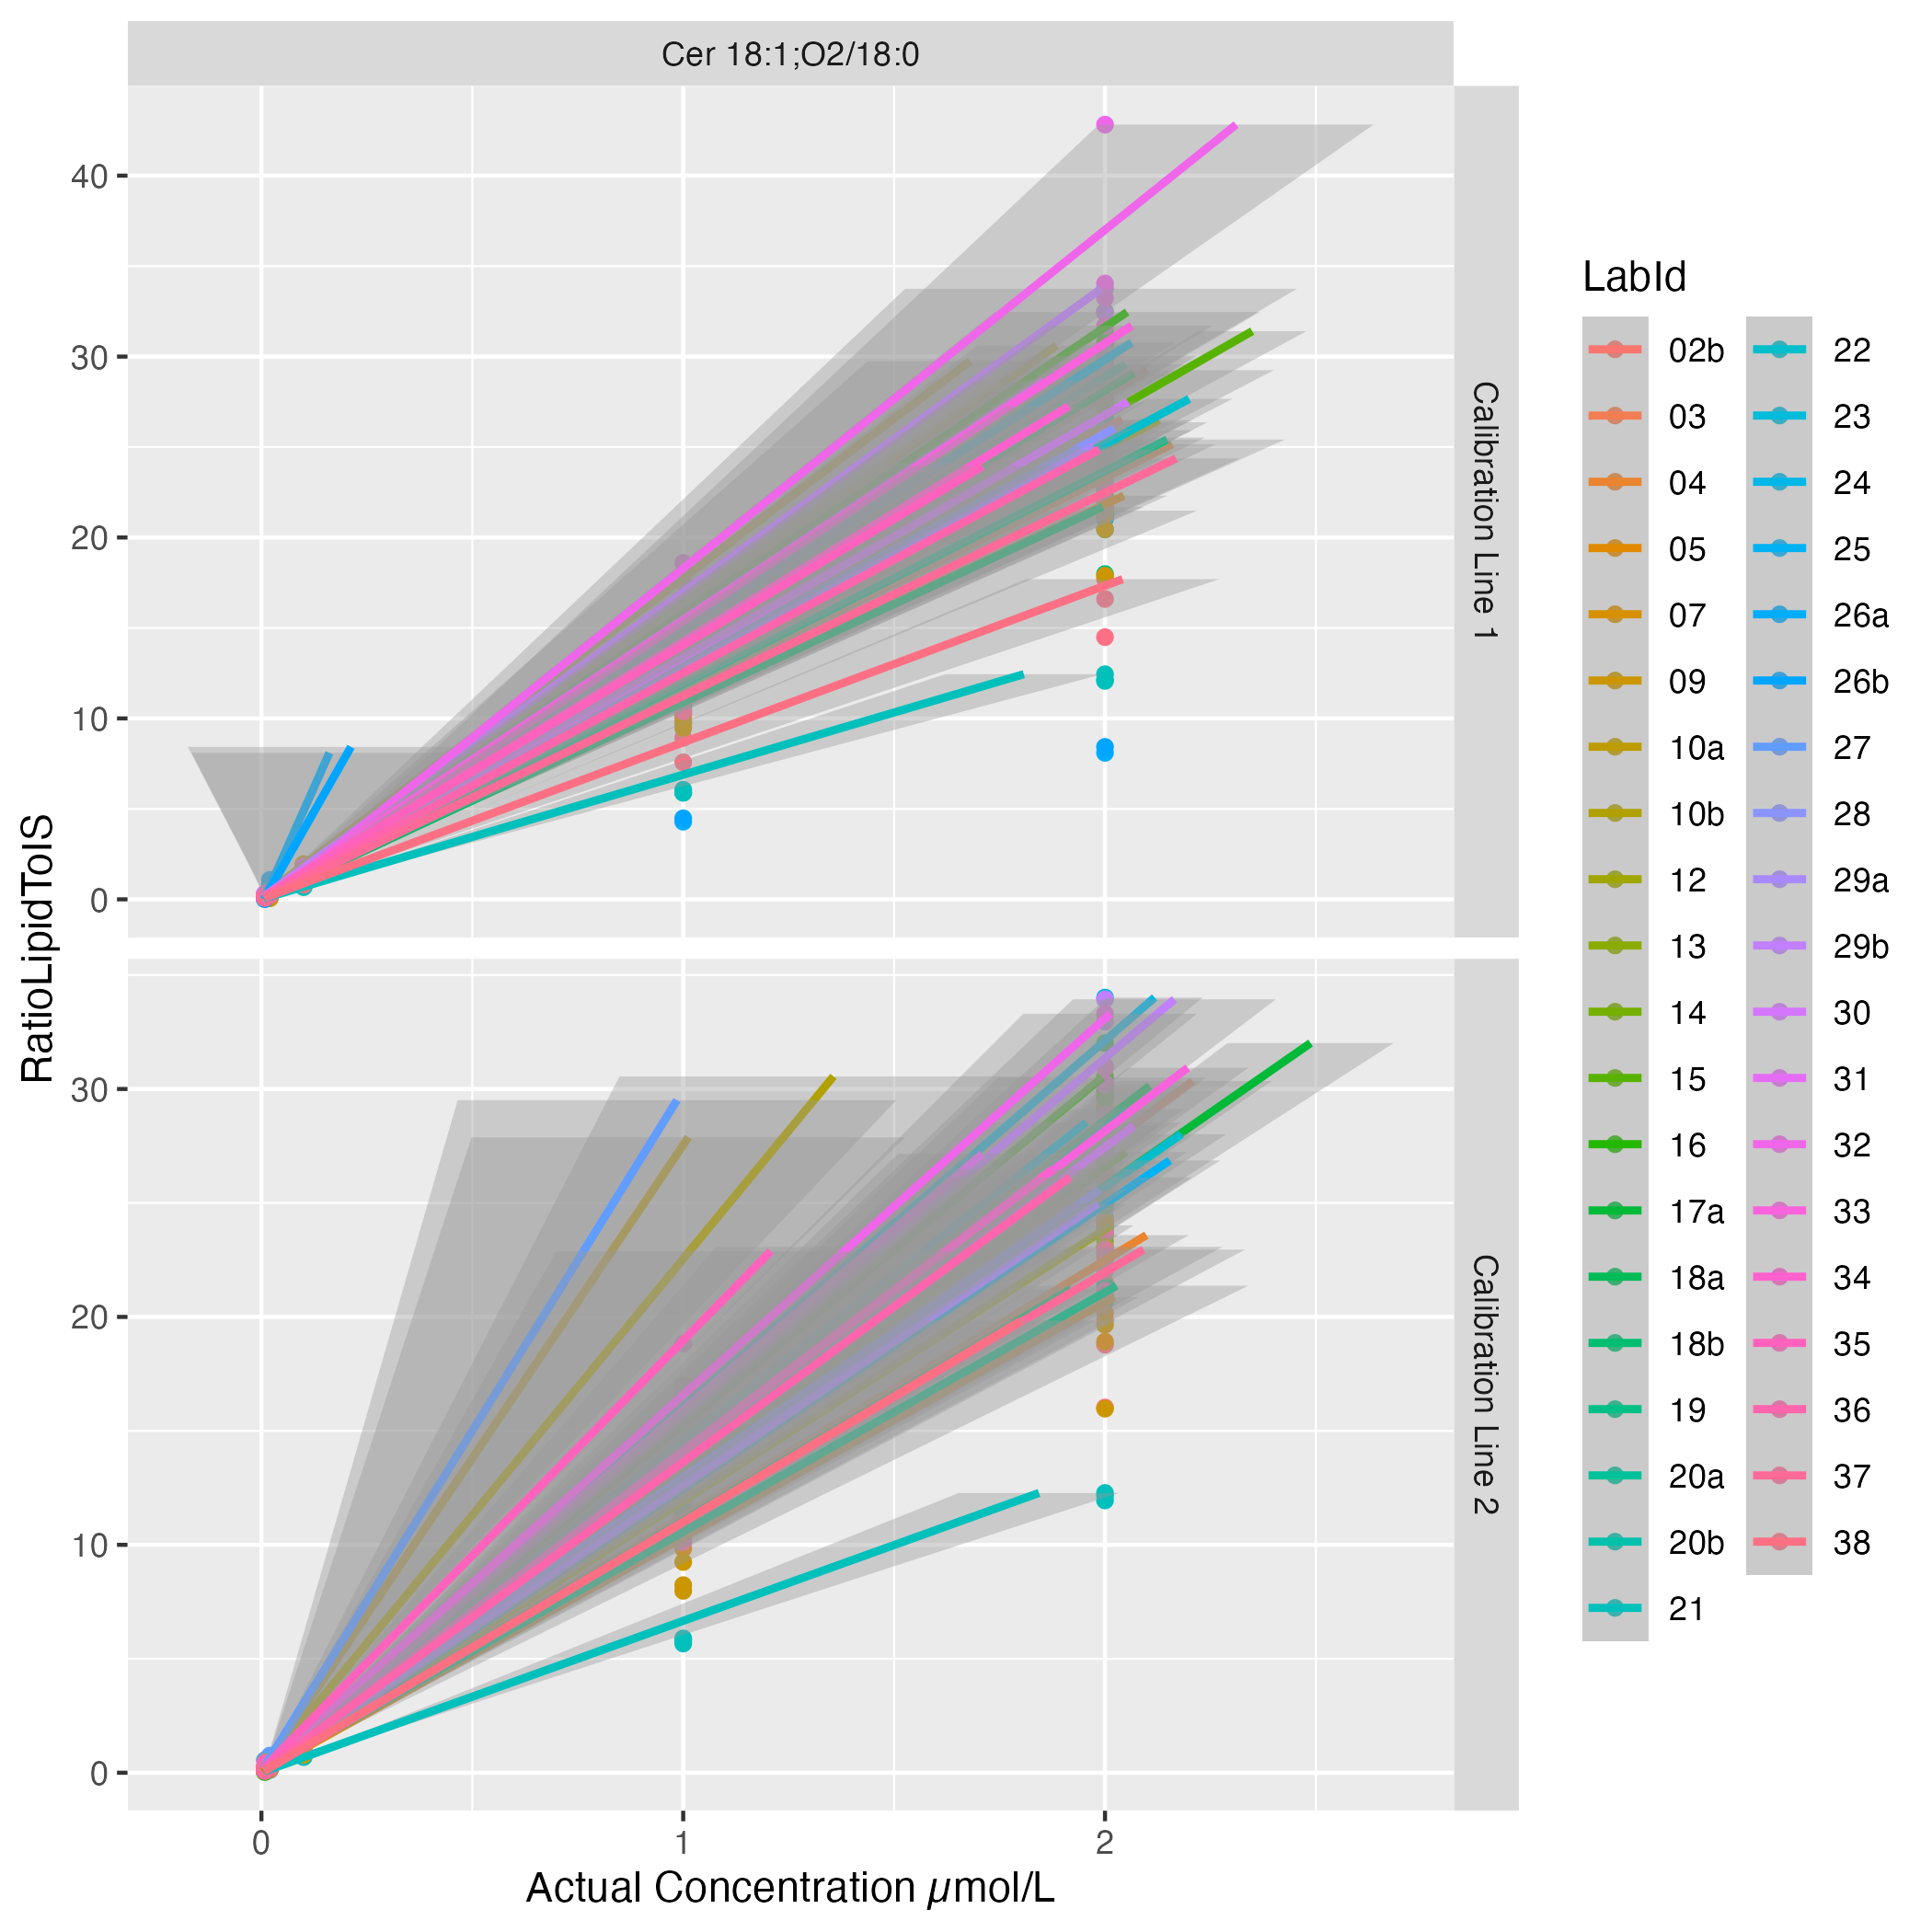 Cer 18:1;O2/18:0
RatioLipidToIS
40
30
20
10
0
Calibration Line 1
30
20
10
0
Calibration Line 2
0 1 2
Actual Concentration µmol/L
LabId
02b 22
03 23
04 24
05 25
07 26a
09 26b
10a 27
10b 28
12 29a
13 29b
14 30
15 31
16 32
17a 33
18a 34
18b 35
19 36
20a 37
20b 38
21